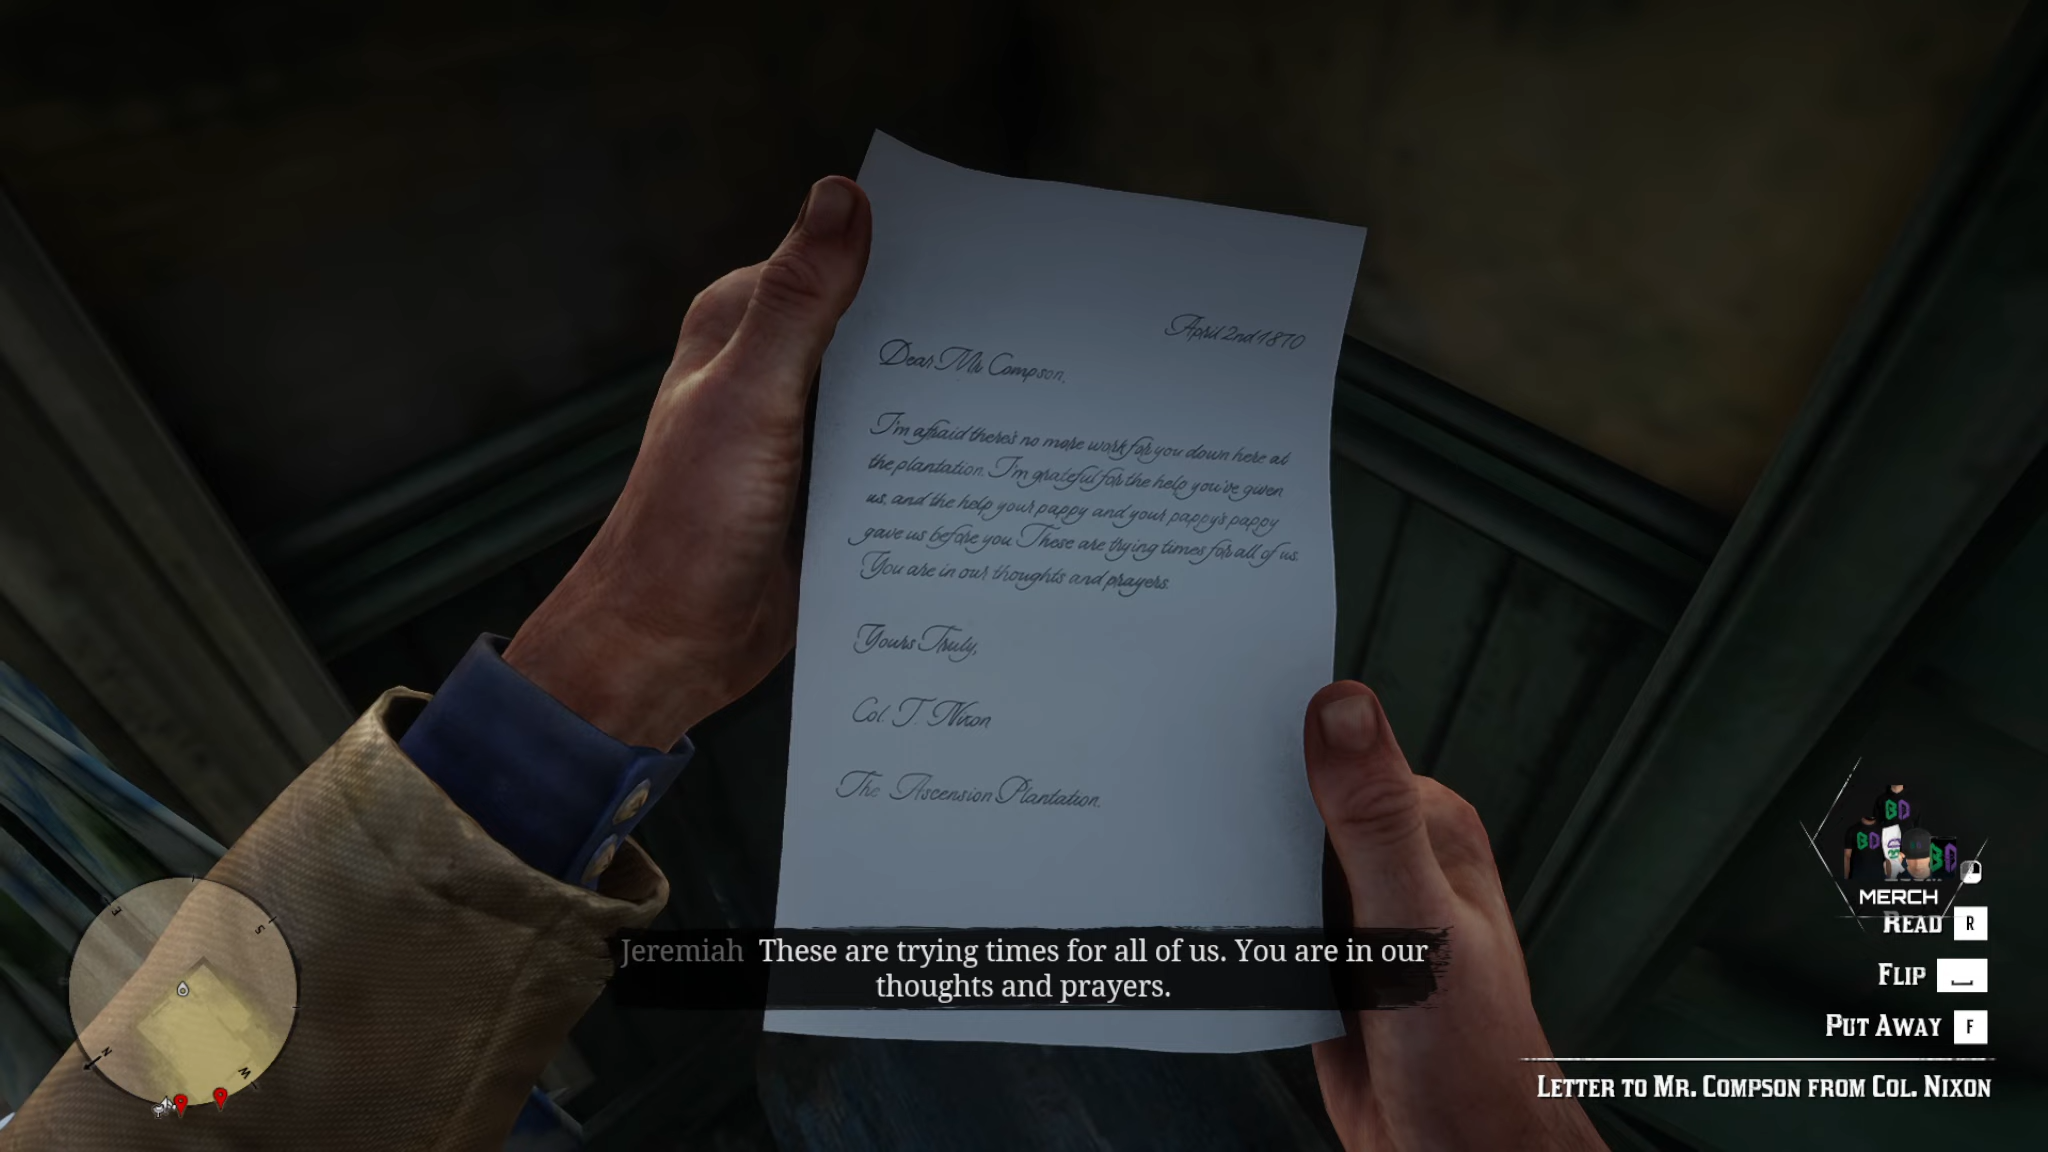 April 2nd 1870
Dear Mr Compson,
I'm afraid there's no more work for you down here at
the plantation. I'm grateful for the help you've given
us, and the help your pappy and your pappy's pappy
gave us before you. These are trying times for all of us.
You are in our thoughts and prayers.
Yours Truly,
Col. T. Nixon
The Ascension Plantation.
Jeremiah These are trying times for all of us. You are in our
thoughts and prayers.
MERCH
READ R
FLIP
PUT AWAY F
LETTER TO MR. COMPSON FROM COL. NIXON
E
S
N
W
BD
BD
BD